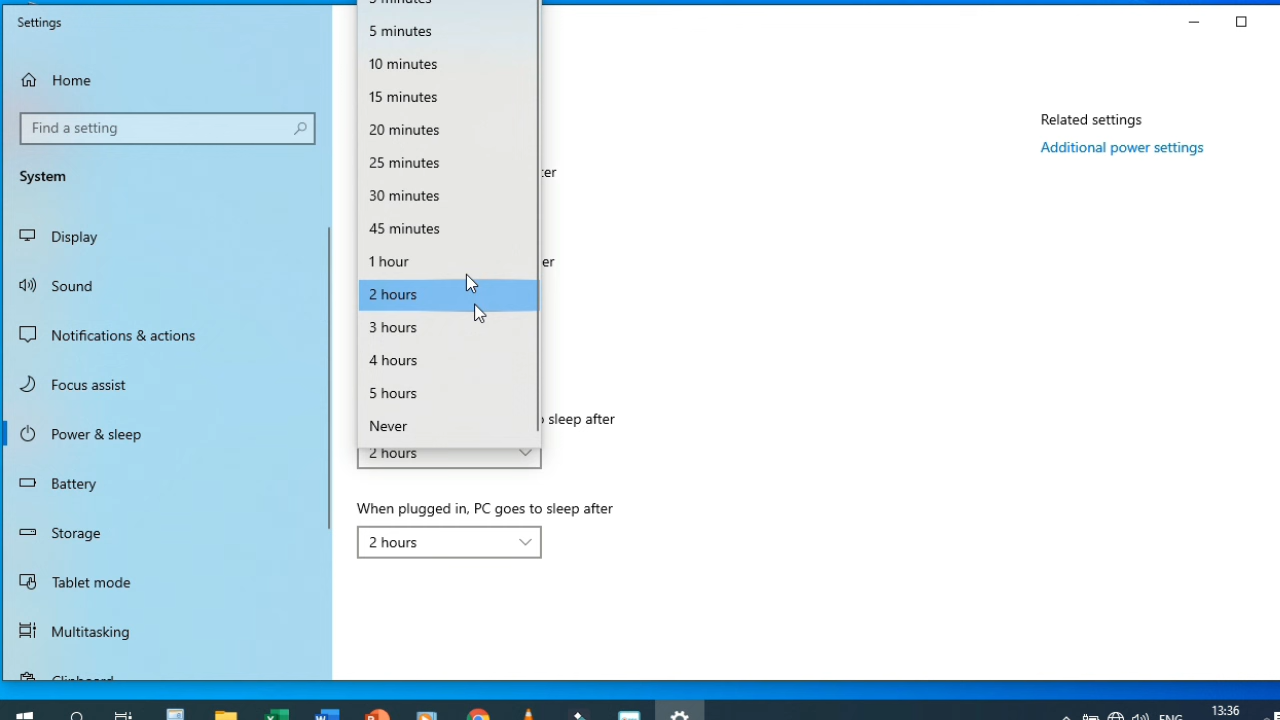 Settings
Home
Find a setting
System
Display
Sound
Notifications & actions
Focus assist
Power & sleep
Battery
Storage
Tablet mode
Multitasking
Clipboard
5 minutes
10 minutes
15 minutes
20 minutes
25 minutes
30 minutes
45 minutes
1 hour
2 hours
3 hours
4 hours
5 hours
Never
sleep after
2 hours
When plugged in, PC goes to sleep after
2 hours
Related settings
Additional power settings
13:36
ENG